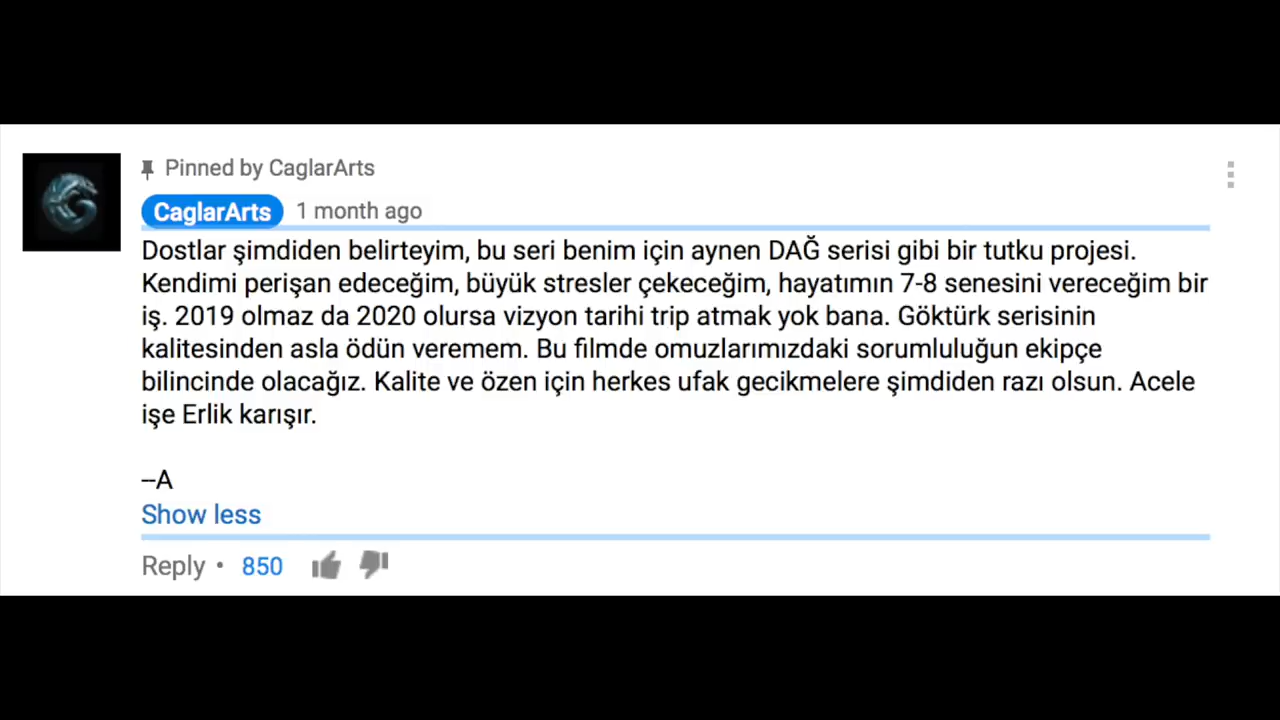 Pinned by CaglarArts
CaglarArts 1 month ago
Dostlar şimdiden belirteyim, bu seri benim için aynen DAĞ serisi gibi bir tutku projesi.
Kendimi perişan edeceğim, büyük stresler çekeceğim, hayatımın 7-8 senesini vereceğim bir
iş. 2019 olmaz da 2020 olursa vizyon tarihi trip atmak yok bana. Göktürk serisinin
kalitesinden asla ödün veremem. Bu filmde omuzlarımızdaki sorumluluğun ekipçe
bilincinde olacağız. Kalite ve özen için herkes ufak gecikmelere şimdiden razı olsun. Acele
işe Erlik karışır.
--A
Show less
Reply • 850